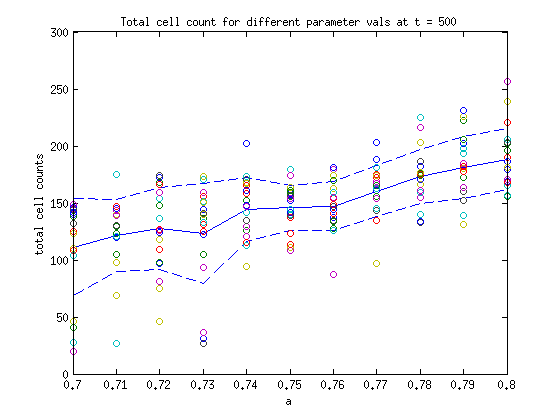 Total cell count for different parameter vals at t = 500
300
250
200
150
100
50
0
total cell counts
0.7 0.71 0.72 0.73 0.74 0.75 0.76 0.77 0.78 0.79 0.8
a